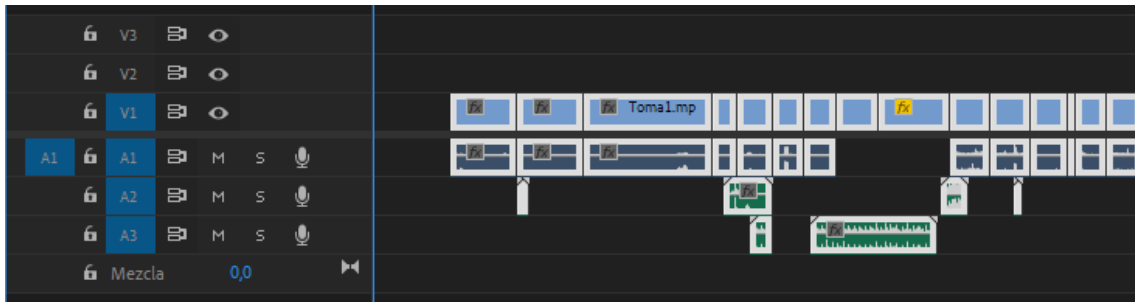 V3
V2
V1 fx fx fx Toma1.mp fx
A1 A1 M S fx fx fx
A2 M S fx
A3 M S fx
Mezcla 0,0